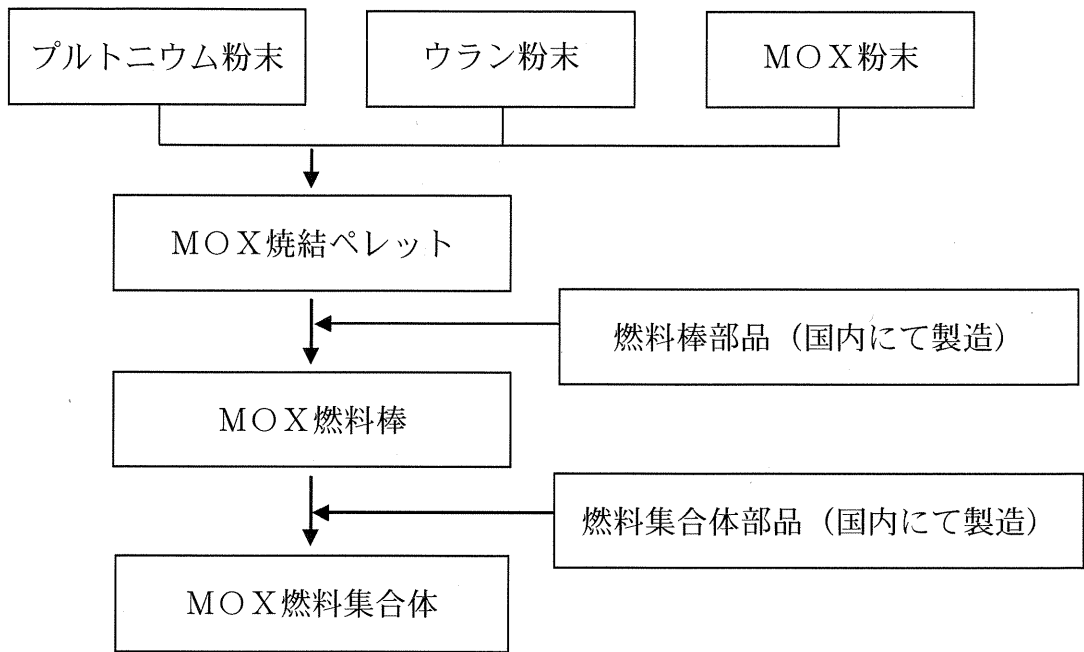 プルトニウム粉末
ウラン粉末
MOX粉末
MOX焼結ペレット
燃料棒部品（国内にて製造）
MOX燃料棒
燃料集合体部品（国内にて製造）
MOX燃料集合体